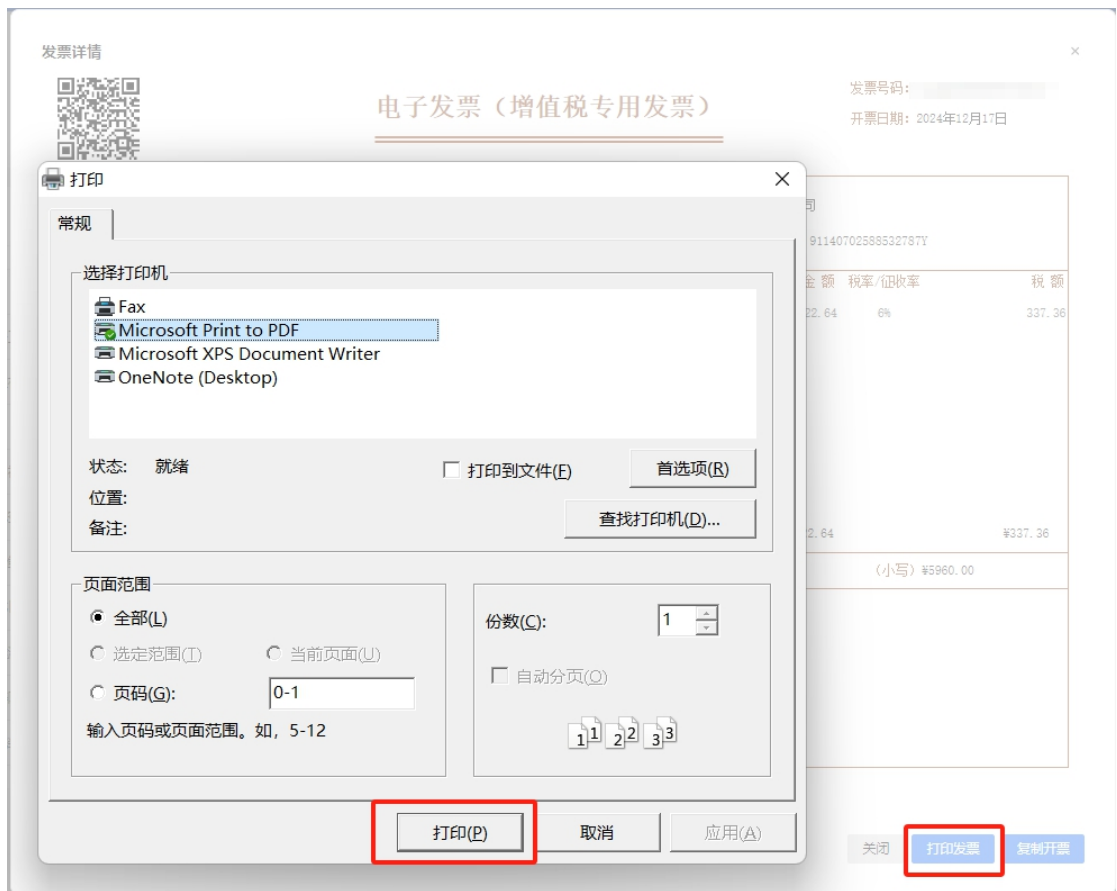 发票详情
×
电子发票（增值税专用发票）
发票号码：
开票日期：2024年12月17日
打印
常规
选择打印机
Fax
Microsoft Print to PDF
Microsoft XPS Document Writer
OneNote (Desktop)
状态: 就绪
打印到文件(F)
首选项(R)
位置:
查找打印机(D)...
备注:
页面范围
全部(L)
选定范围(T) 当前页面(U)
页码(G): 0-1
输入页码或页面范围。如，5-12
份数(C): 1
自动分页(O)
1 1 2 2 3 3
打印(P) 取消 应用(A)
司
91140702588532787Y
金 额 税率/征收率 税 额
22.64 6% 337.36
2.64 ¥337.36
（小写）¥5960.00
关闭 打印发票 复制开票